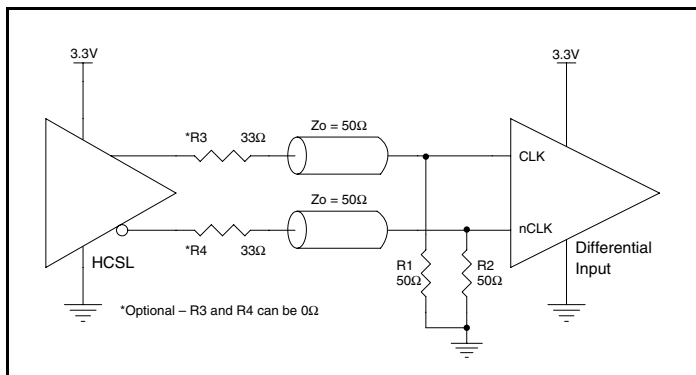 3.3V
3.3V
*R3 33Ω
Zo = 50Ω
CLK
Zo = 50Ω
nCLK
*R4 33Ω
HCSL
R1
50Ω
R2
50Ω
Differential
Input
*Optional – R3 and R4 can be 0Ω